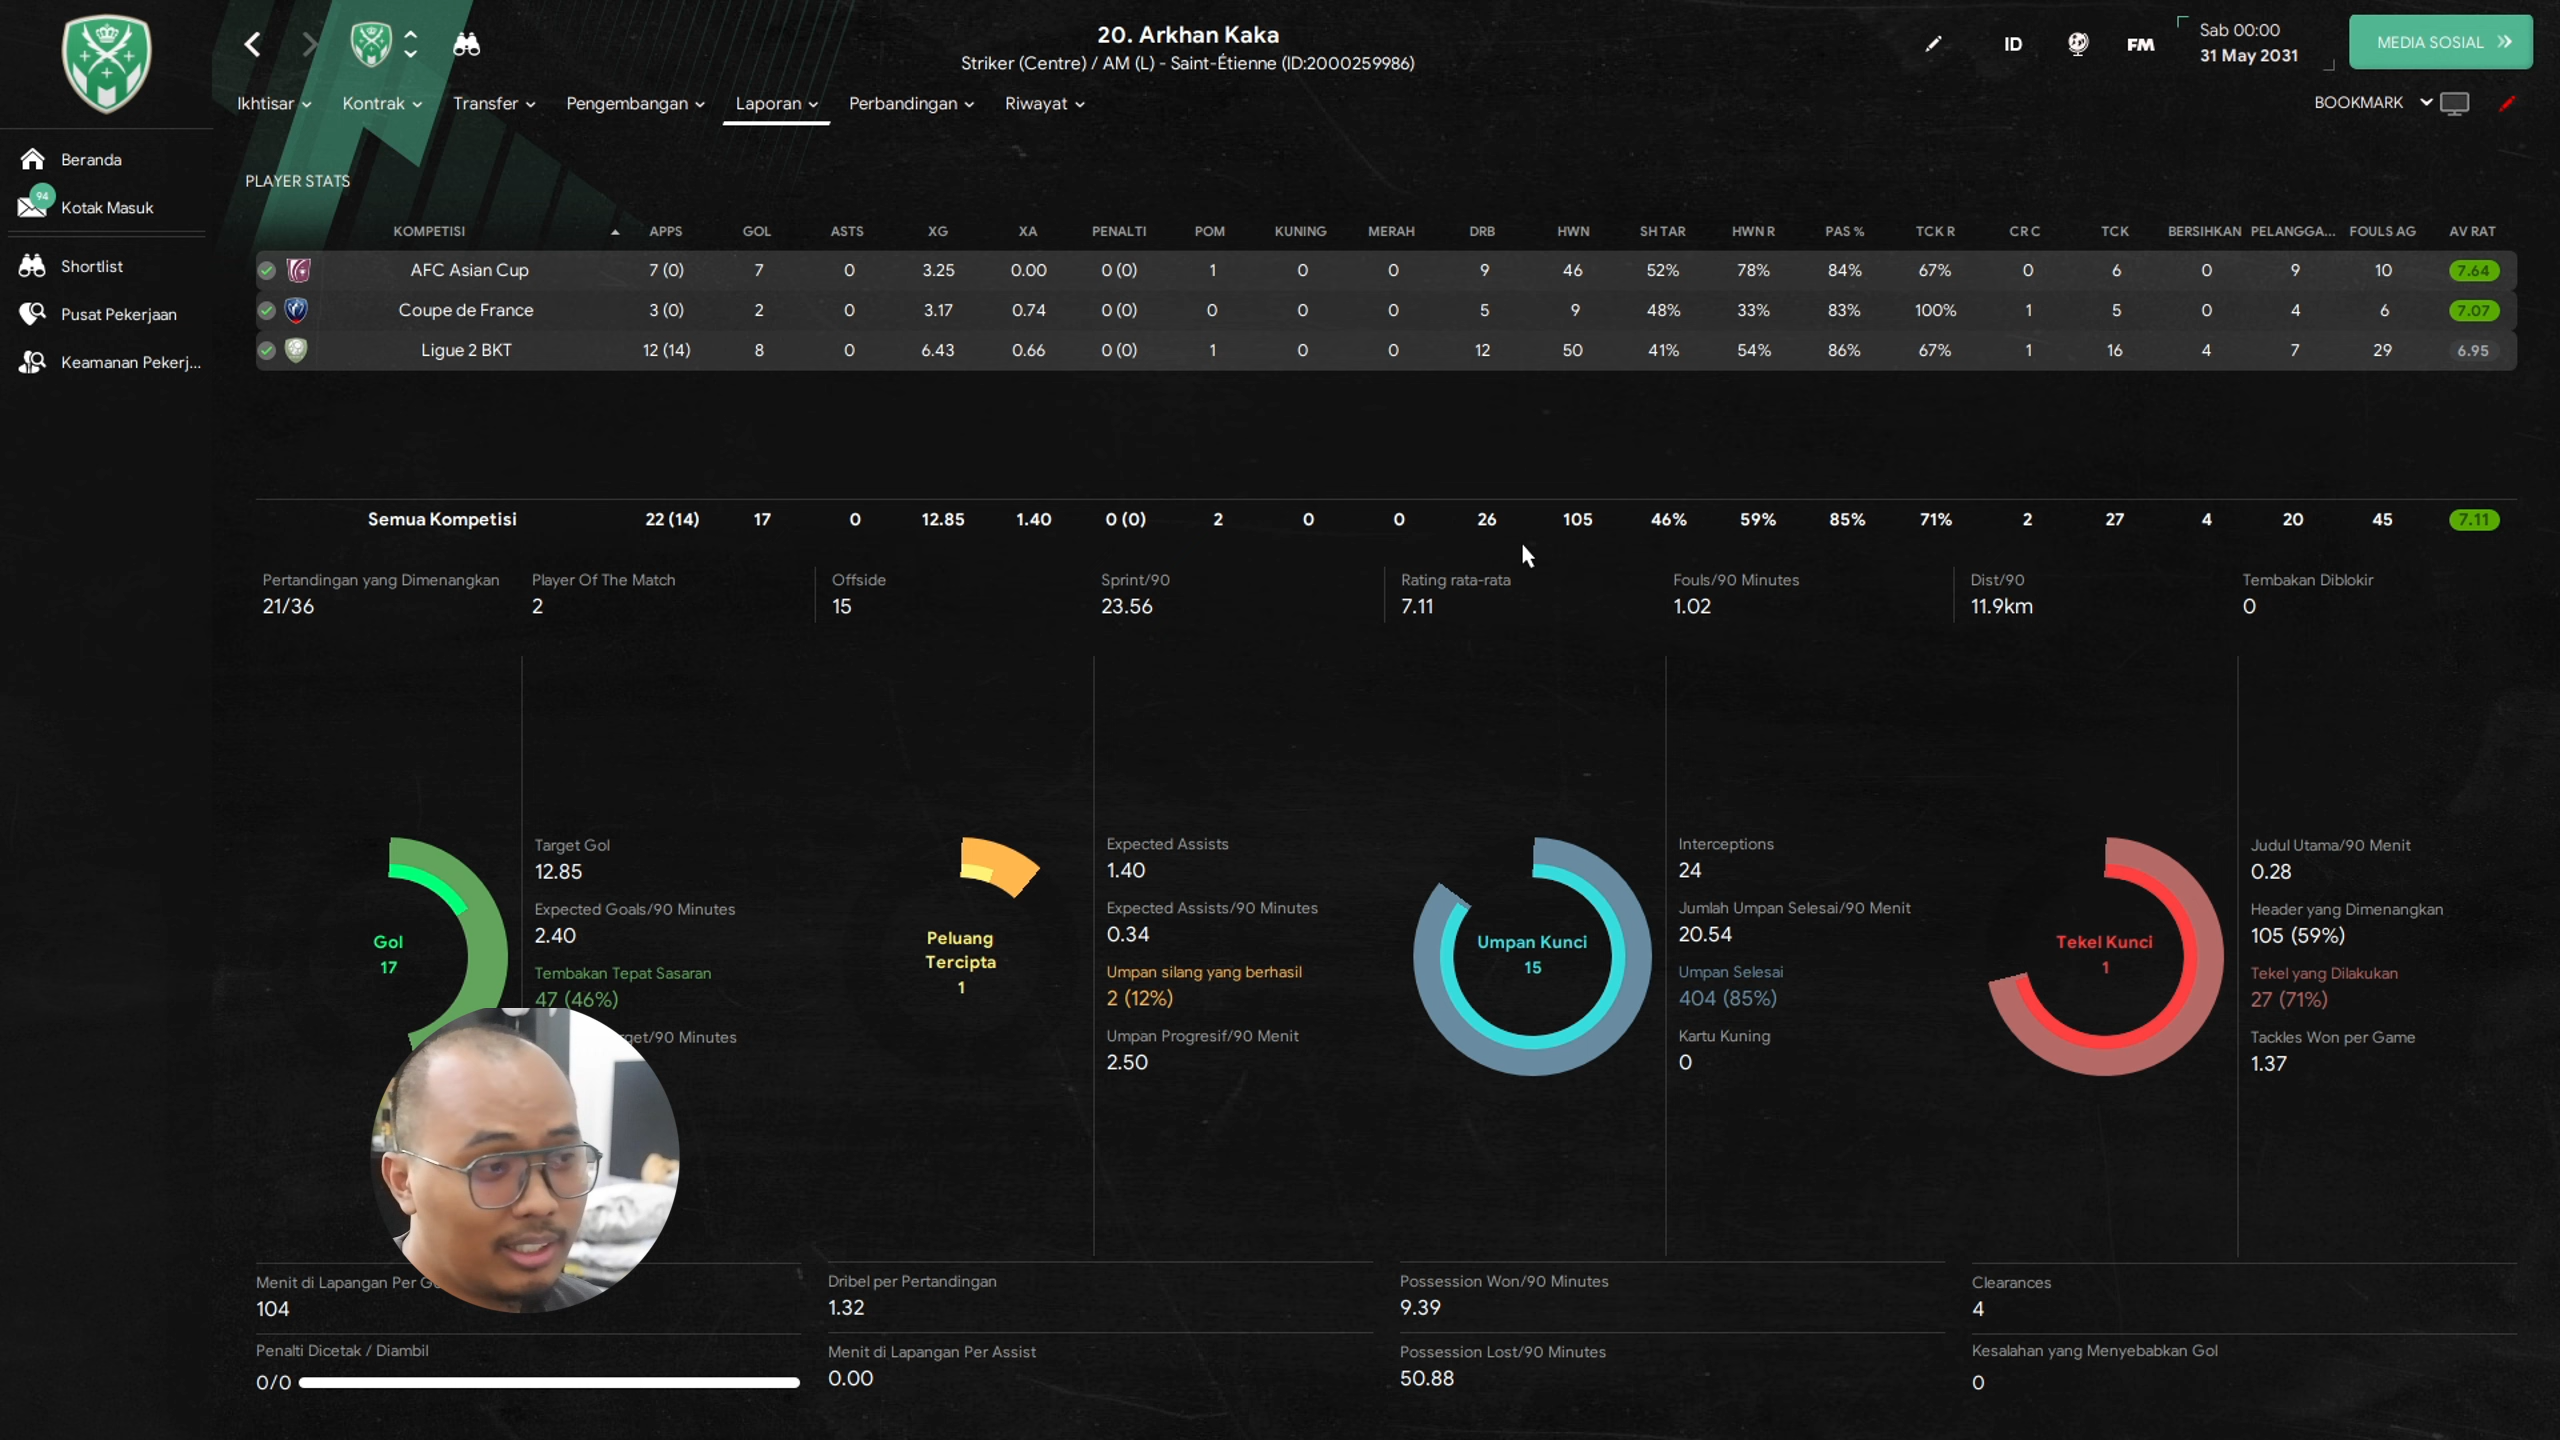 20. Arkhan Kaka
Striker (Centre) / AM (L) - Saint-Étienne (ID:2000259986)
ID
FM
Sab 00:00
31 May 2031
MEDIA SOSIAL
Ikhtisar
Kontrak
Transfer
Pengembangan
Laporan
Perbandingan
Riwayat
BOOKMARK
Beranda
94
Kotak Masuk
Shortlist
Pusat Pekerjaan
Keamanan Pekerj...
PLAYER STATS
KOMPETISI APPS GOL ASTS XG XA PENALTI POM KUNING MERAH DRB HWN SH TAR HWN R PAS % TCK R CR C TCK BERSIHKAN PELANGGA... FOULS AG AV RAT
AFC Asian Cup 7 (0) 7 0 3.25 0.00 0 (0) 1 0 0 9 46 52% 78% 84% 67% 0 6 0 9 10 7.64
Coupe de France 3 (0) 2 0 3.17 0.74 0 (0) 0 0 0 5 9 48% 33% 83% 100% 1 5 0 4 6 7.07
Ligue 2 BKT 12 (14) 8 0 6.43 0.66 0 (0) 1 0 0 12 50 41% 54% 86% 67% 1 16 4 7 29 6.95
Semua Kompetisi 22 (14) 17 0 12.85 1.40 0 (0) 2 0 0 26 105 46% 59% 85% 71% 2 27 4 20 45 7.11
Pertandingan yang Dimenangkan
21/36
Player Of The Match
2
Offside
15
Sprint/90
23.56
Rating rata-rata
7.11
Fouls/90 Minutes
1.02
Dist/90
11.9km
Tembakan Diblokir
0
Gol
17
Target Gol
12.85
Expected Goals/90 Minutes
2.40
Tembakan Tepat Sasaran
47 (46%)
rget/90 Minutes
Peluang
Tercipta
1
Expected Assists
1.40
Expected Assists/90 Minutes
0.34
Umpan silang yang berhasil
2 (12%)
Umpan Progresif/90 Menit
2.50
Umpan Kunci
15
Interceptions
24
Jumlah Umpan Selesai/90 Menit
20.54
Umpan Selesai
404 (85%)
Kartu Kuning
0
Tekel Kunci
1
Judul Utama/90 Menit
0.28
Header yang Dimenangkan
105 (59%)
Tekel yang Dilakukan
27 (71%)
Tackles Won per Game
1.37
Menit di Lapangan Per G
104
Penalti Dicetak / Diambil
0/0
Dribel per Pertandingan
1.32
Menit di Lapangan Per Assist
0.00
Possession Won/90 Minutes
9.39
Possession Lost/90 Minutes
50.88
Clearances
4
Kesalahan yang Menyebabkan Gol
0